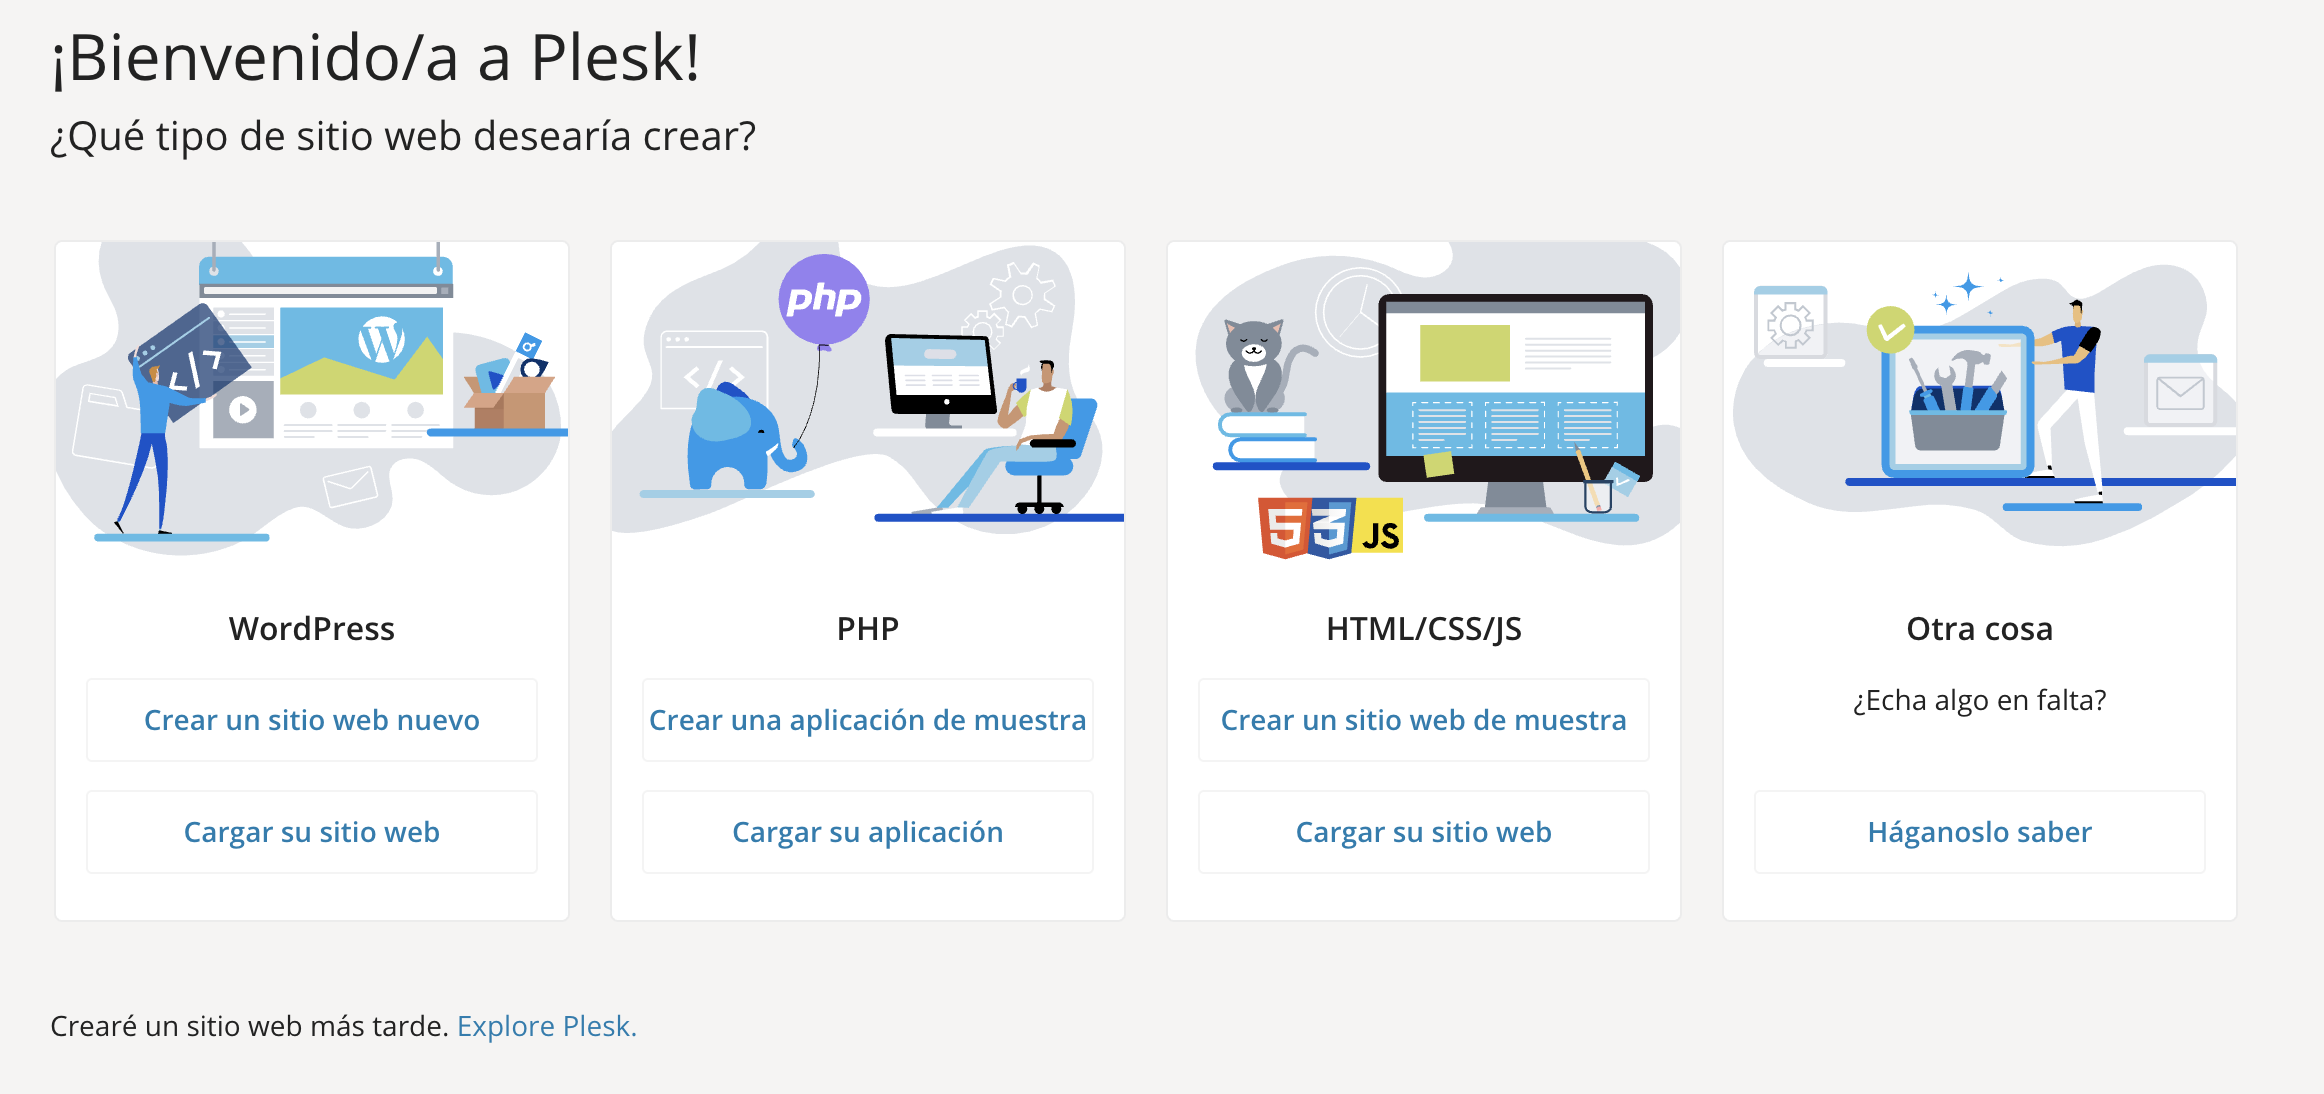 ¡Bienvenido/a a Plesk!
¿Qué tipo de sitio web desearía crear?
php
JS
WordPress
Crear un sitio web nuevo
Cargar su sitio web
PHP
Crear una aplicación de muestra
Cargar su aplicación
HTML/CSS/JS
Crear un sitio web de muestra
Cargar su sitio web
Otra cosa
¿Echa algo en falta?
Háganoslo saber
Crearé un sitio web más tarde. Explore Plesk.